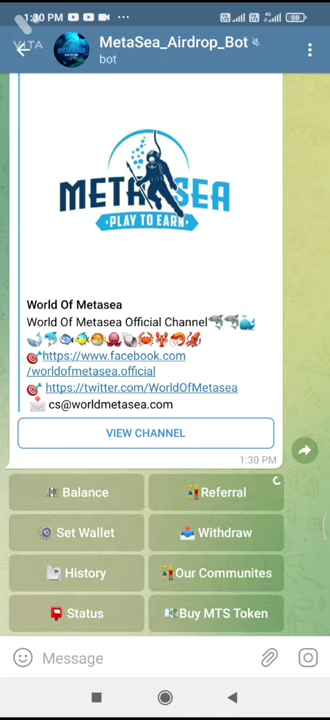 1:30 PM
VITA
MetaSea_Airdrop_Bot
bot
METASEA
PLAY TO EARN
World Of Metasea
World Of Metasea Official Channel
https://www.facebook.com
/worldofmetasea.official
https://twitter.com/WorldOfMetasea
cs@worldmetasea.com
VIEW CHANNEL
1:30 PM
Balance
Referral
Set Wallet
Withdraw
History
Our Communites
Status
Buy MTS Token
Message